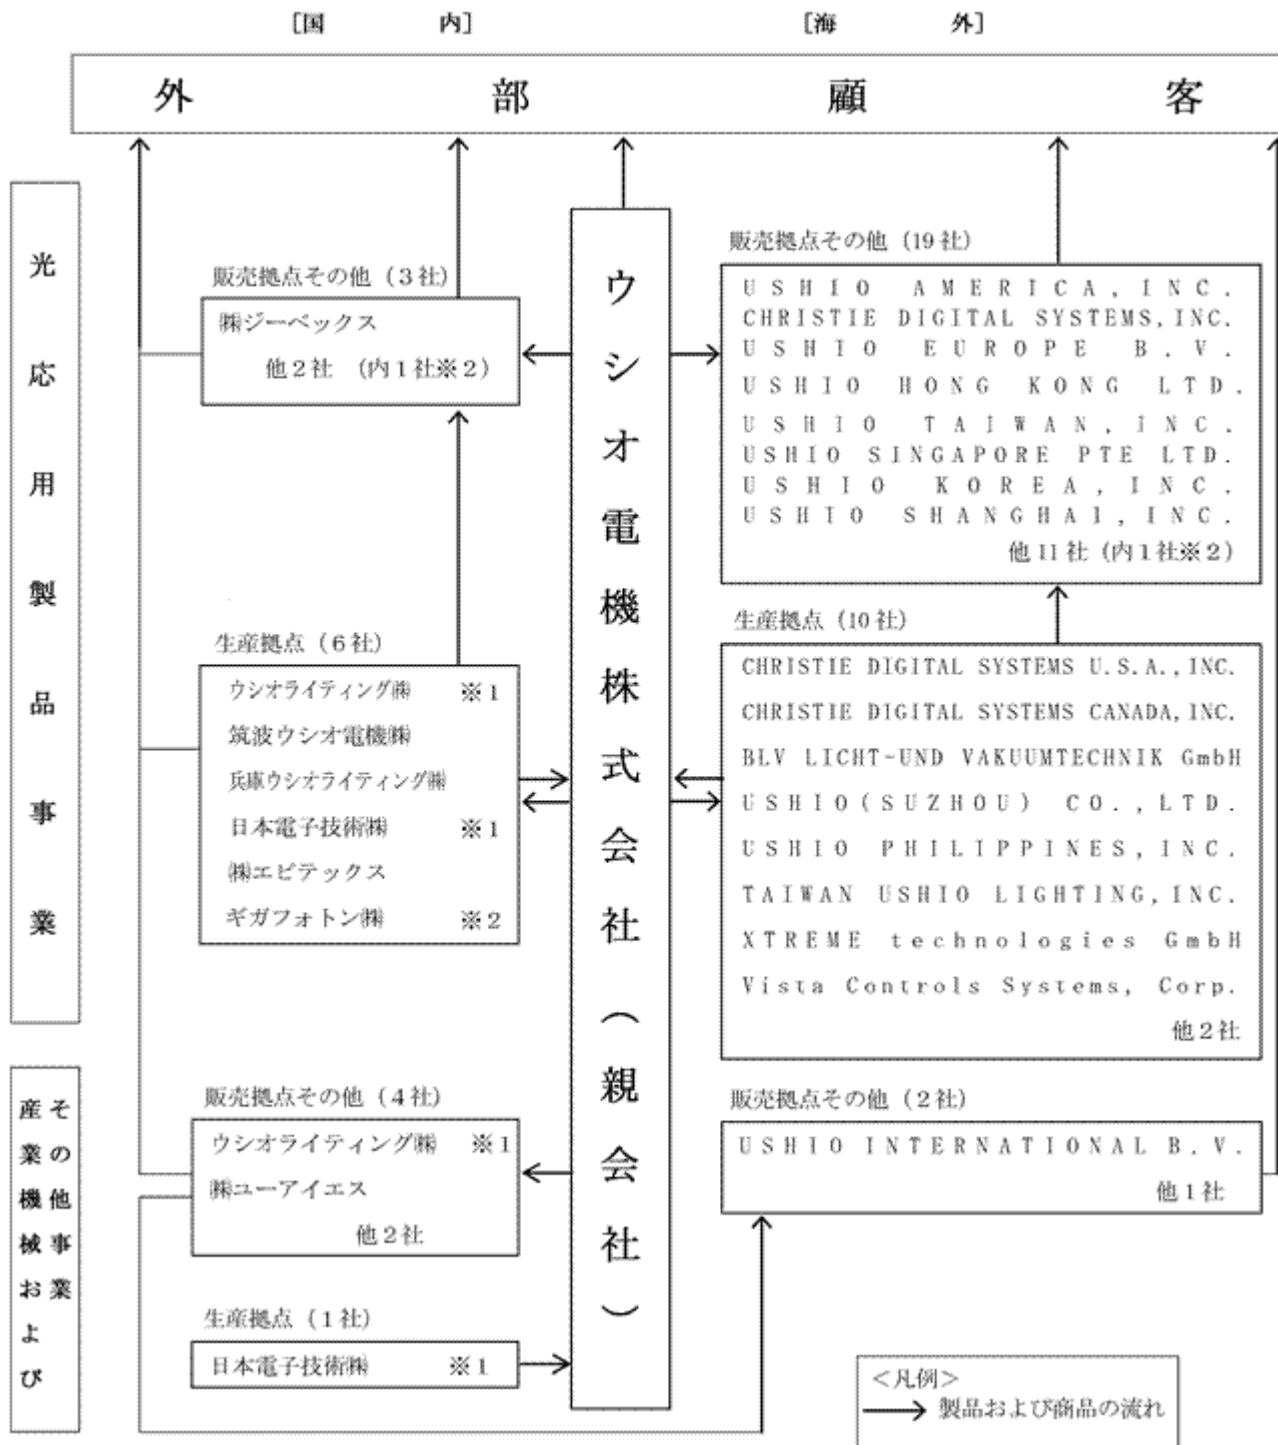 ［国　内］
［海　外］
外部顧客
光応用製品事業
販売拠点その他（3社）
㈱ジーベックス
他2社　（内1社※2）
生産拠点（6社）
ウシオライティング㈱　※1
筑波ウシオ電機㈱
兵庫ウシオライティング㈱
日本電子技術㈱　※1
㈱エピテックス
ギガフォトン㈱　※2
ウシオ電機株式会社（親会社）
販売拠点その他（19社）
USHIO AMERICA, INC.
CHRISTIE DIGITAL SYSTEMS, INC.
USHIO EUROPE B.V.
USHIO HONG KONG LTD.
USHIO TAIWAN, INC.
USHIO SINGAPORE PTE LTD.
USHIO KOREA, INC.
USHIO SHANGHAI, INC.
他11社（内1社※2）
生産拠点（10社）
CHRISTIE DIGITAL SYSTEMS U.S.A., INC.
CHRISTIE DIGITAL SYSTEMS CANADA, INC.
BLV LICHT-UND VAKUUMTECHNIK GmbH
USHIO(SUZHOU) CO., LTD.
USHIO PHILIPPINES, INC.
TAIWAN USHIO LIGHTING, INC.
XTREME technologies GmbH
Vista Controls Systems, Corp.
他2社
産業機械および
その他事業
販売拠点その他（4社）
ウシオライティング㈱　※1
㈱ユーアイエス
他2社
生産拠点（1社）
日本電子技術㈱　※1
販売拠点その他（2社）
USHIO INTERNATIONAL B.V.
他1社
＜凡例＞
製品および商品の流れ